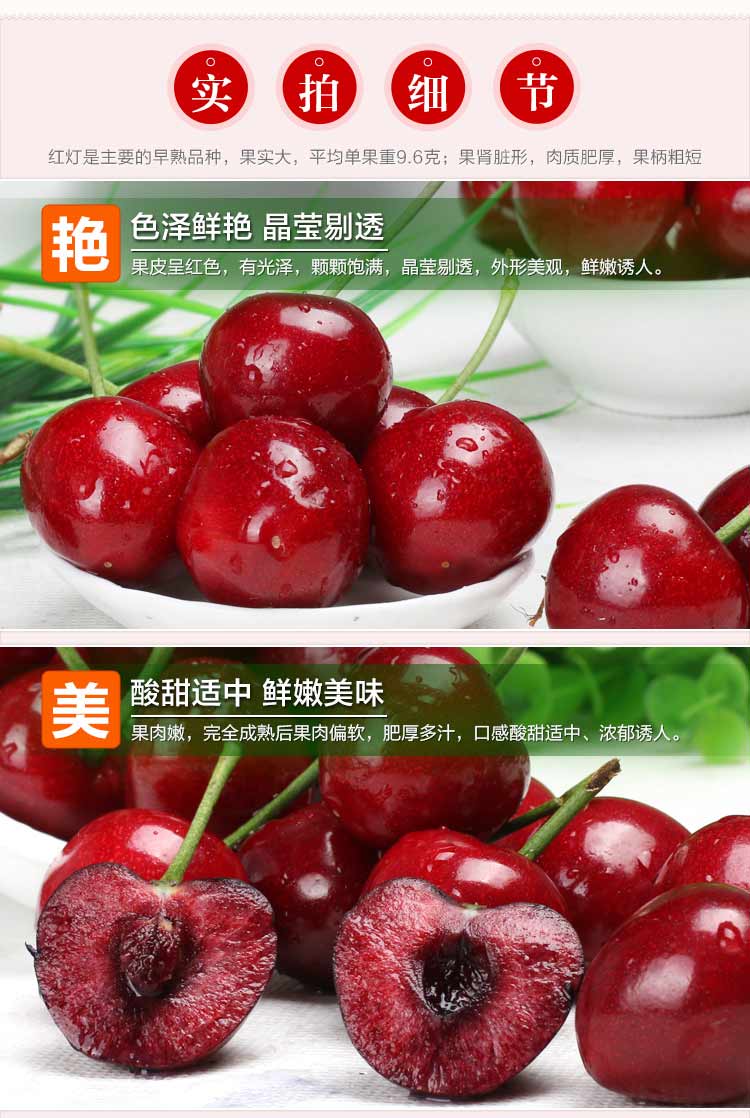 实拍细节
红灯是主要的早熟品种，果实大，平均单果重9.6克；果肾脏形，肉质肥厚，果柄粗短
艳
色泽鲜艳 晶莹剔透
果皮呈红色，有光泽，颗颗饱满，晶莹剔透，外形美观，鲜嫩诱人。
美
酸甜适中 鲜嫩美味
果肉嫩，完全成熟后果肉偏软，肥厚多汁，口感酸甜适中、浓郁诱人。